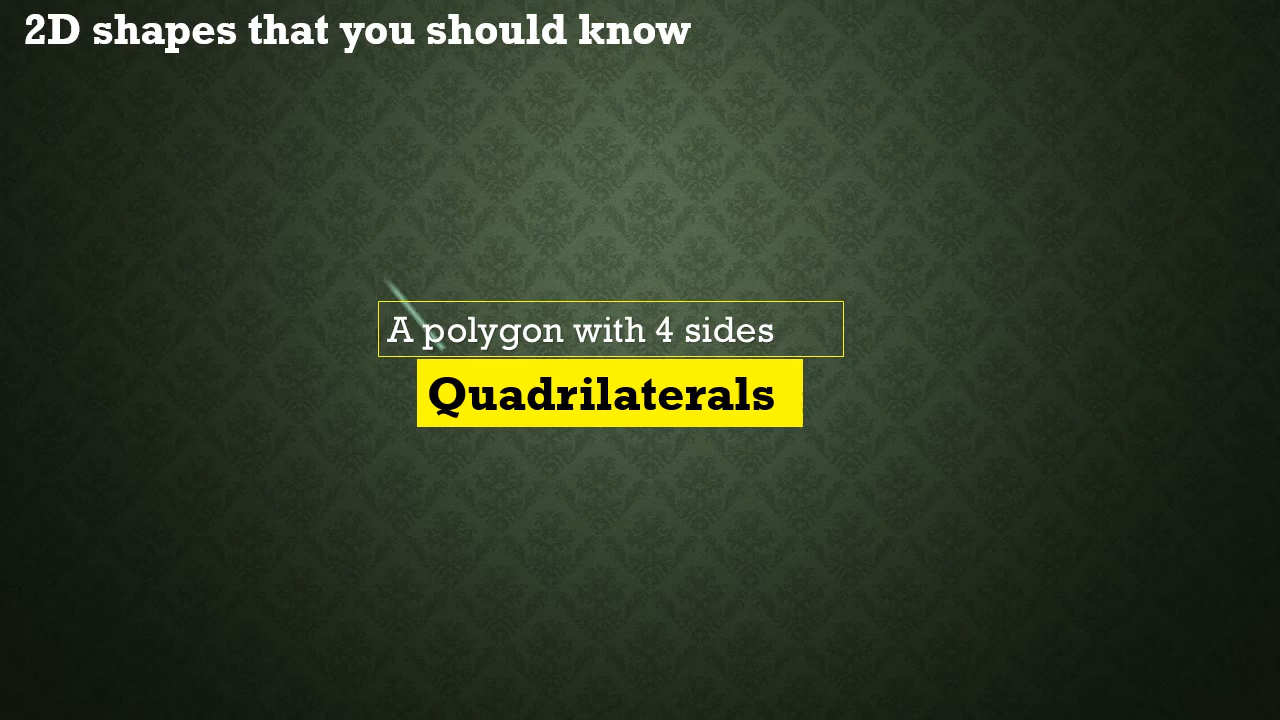 2D shapes that you should know
A polygon with 4 sides
Quadrilaterals